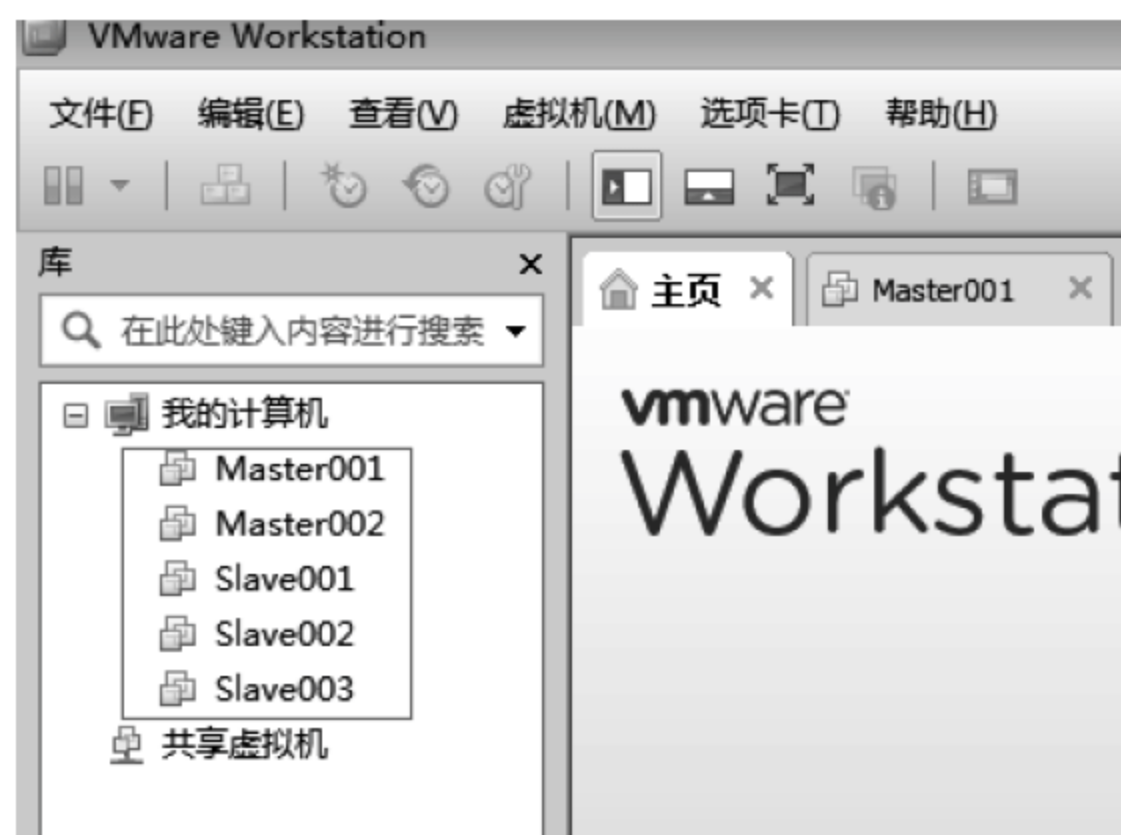 VMware Workstation
文件(F) 编辑(E) 查看(V) 虚拟机(M) 选项卡(T) 帮助(H)
库
在此处键入内容进行搜索
我的计算机
Master001
Master002
Slave001
Slave002
Slave003
共享虚拟机
主页 Master001
vmware
Workstat